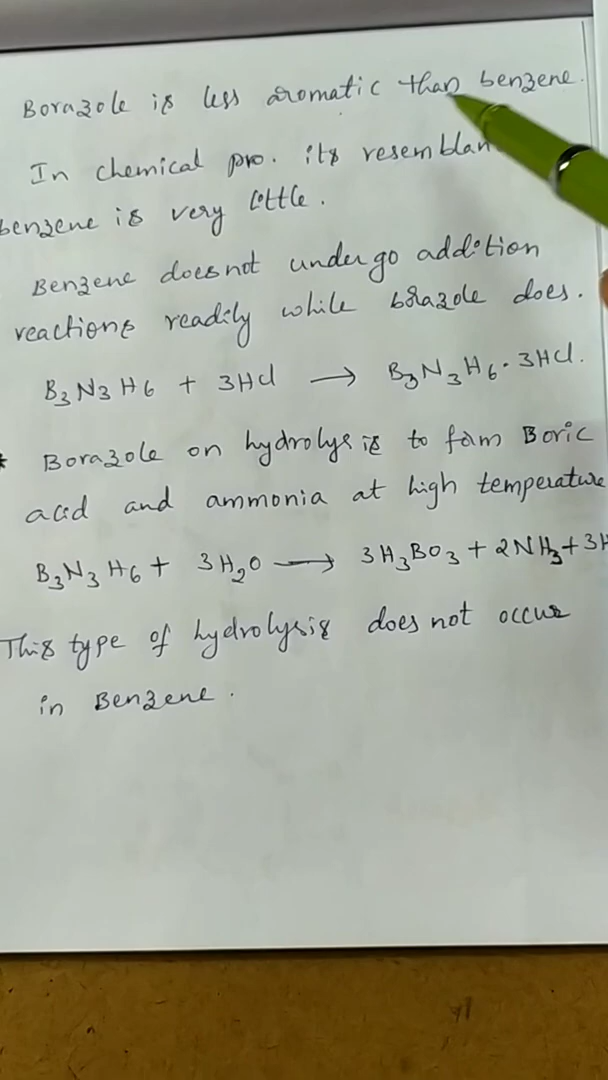 Borazole is less aromatic than benzene.
In chemical pro. its resemblan
benzene is very little.
Benzene does not undergo addition
reactions readily while borazole does.
B3N3H6 + 3HCl → B3N3H6·3HCl.
* Borazole on hydrolysis to form Boric
acid and ammonia at high temperature
B3N3H6 + 3H2O → 3H3BO3 + 2NH3 + 3H
This type of hydrolysis does not occur
in Benzene.